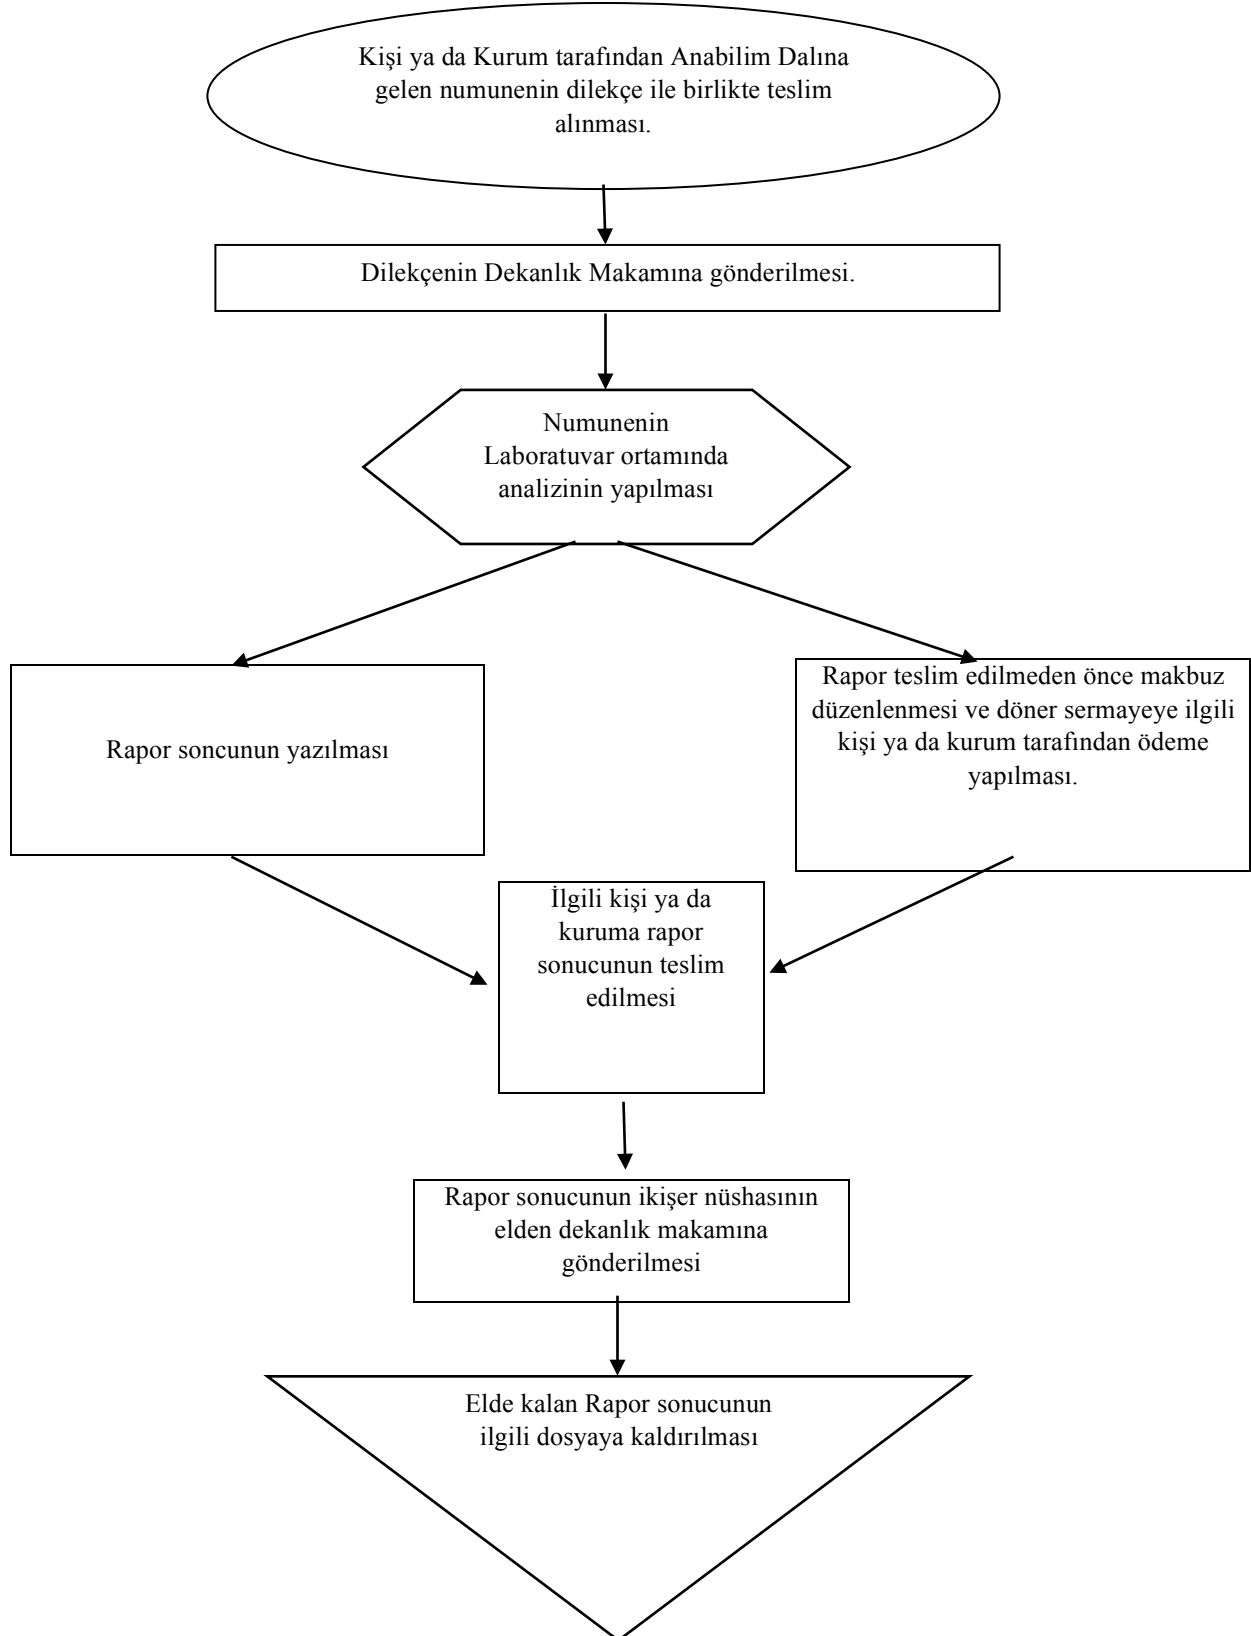 Kişi ya da Kurum tarafından Anabilim Dalına
gelen numunenin dilekçe ile birlikte teslim
alınması.
Dilekçenin Dekanlık Makamına gönderilmesi.
Numunenin
Laboratuvar ortamında
analizinin yapılması
Rapor soncunun yazılması
Rapor teslim edilmeden önce makbuz
düzenlenmesi ve döner sermayeye ilgili
kişi ya da kurum tarafından ödeme
yapılması.
İlgili kişi ya da
kuruma rapor
sonucunun teslim
edilmesi
Rapor sonucunun ikişer nüshasının
elden dekanlık makamına
gönderilmesi
Elde kalan Rapor sonucunun
ilgili dosyaya kaldırılması